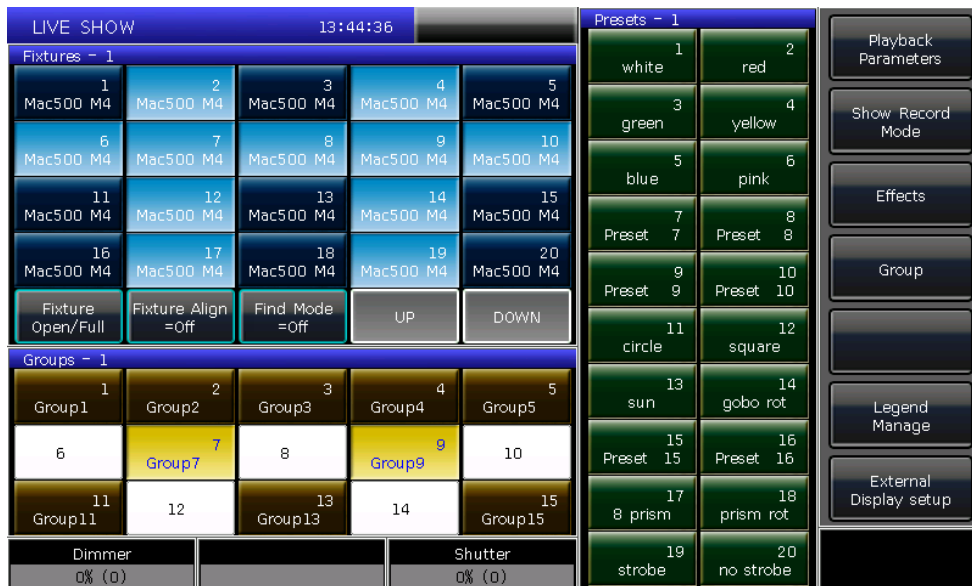 LIVE SHOW 13:44:36
Fixtures - 1
1 2 3 4 5
Mac500 M4 Mac500 M4 Mac500 M4 Mac500 M4 Mac500 M4
6 7 8 9 10
Mac500 M4 Mac500 M4 Mac500 M4 Mac500 M4 Mac500 M4
11 12 13 14 15
Mac500 M4 Mac500 M4 Mac500 M4 Mac500 M4 Mac500 M4
16 17 18 19 20
Mac500 M4 Mac500 M4 Mac500 M4 Mac500 M4 Mac500 M4
Fixture Open/Full
Fixture Align =Off
Find Mode =Off
UP
DOWN
Groups - 1
1 2 3 4 5
Group1 Group2 Group3 Group4 Group5
6 7 8 9 10
Group7 Group9
11 12 13 14 15
Group11 Group13 Group15
Dimmer Shutter
0% (0) 0% (0)
Presets - 1
1 2
white red
3 4
green yellow
5 6
blue pink
7 8
Preset 7 Preset 8
9 10
Preset 9 Preset 10
11 12
circle square
13 14
sun gobo rot
15 16
Preset 15 Preset 16
17 18
8 prism prism rot
19 20
strobe no strobe
Playback
Parameters
Show Record
Mode
Effects
Group
Legend
Manage
External
Display setup